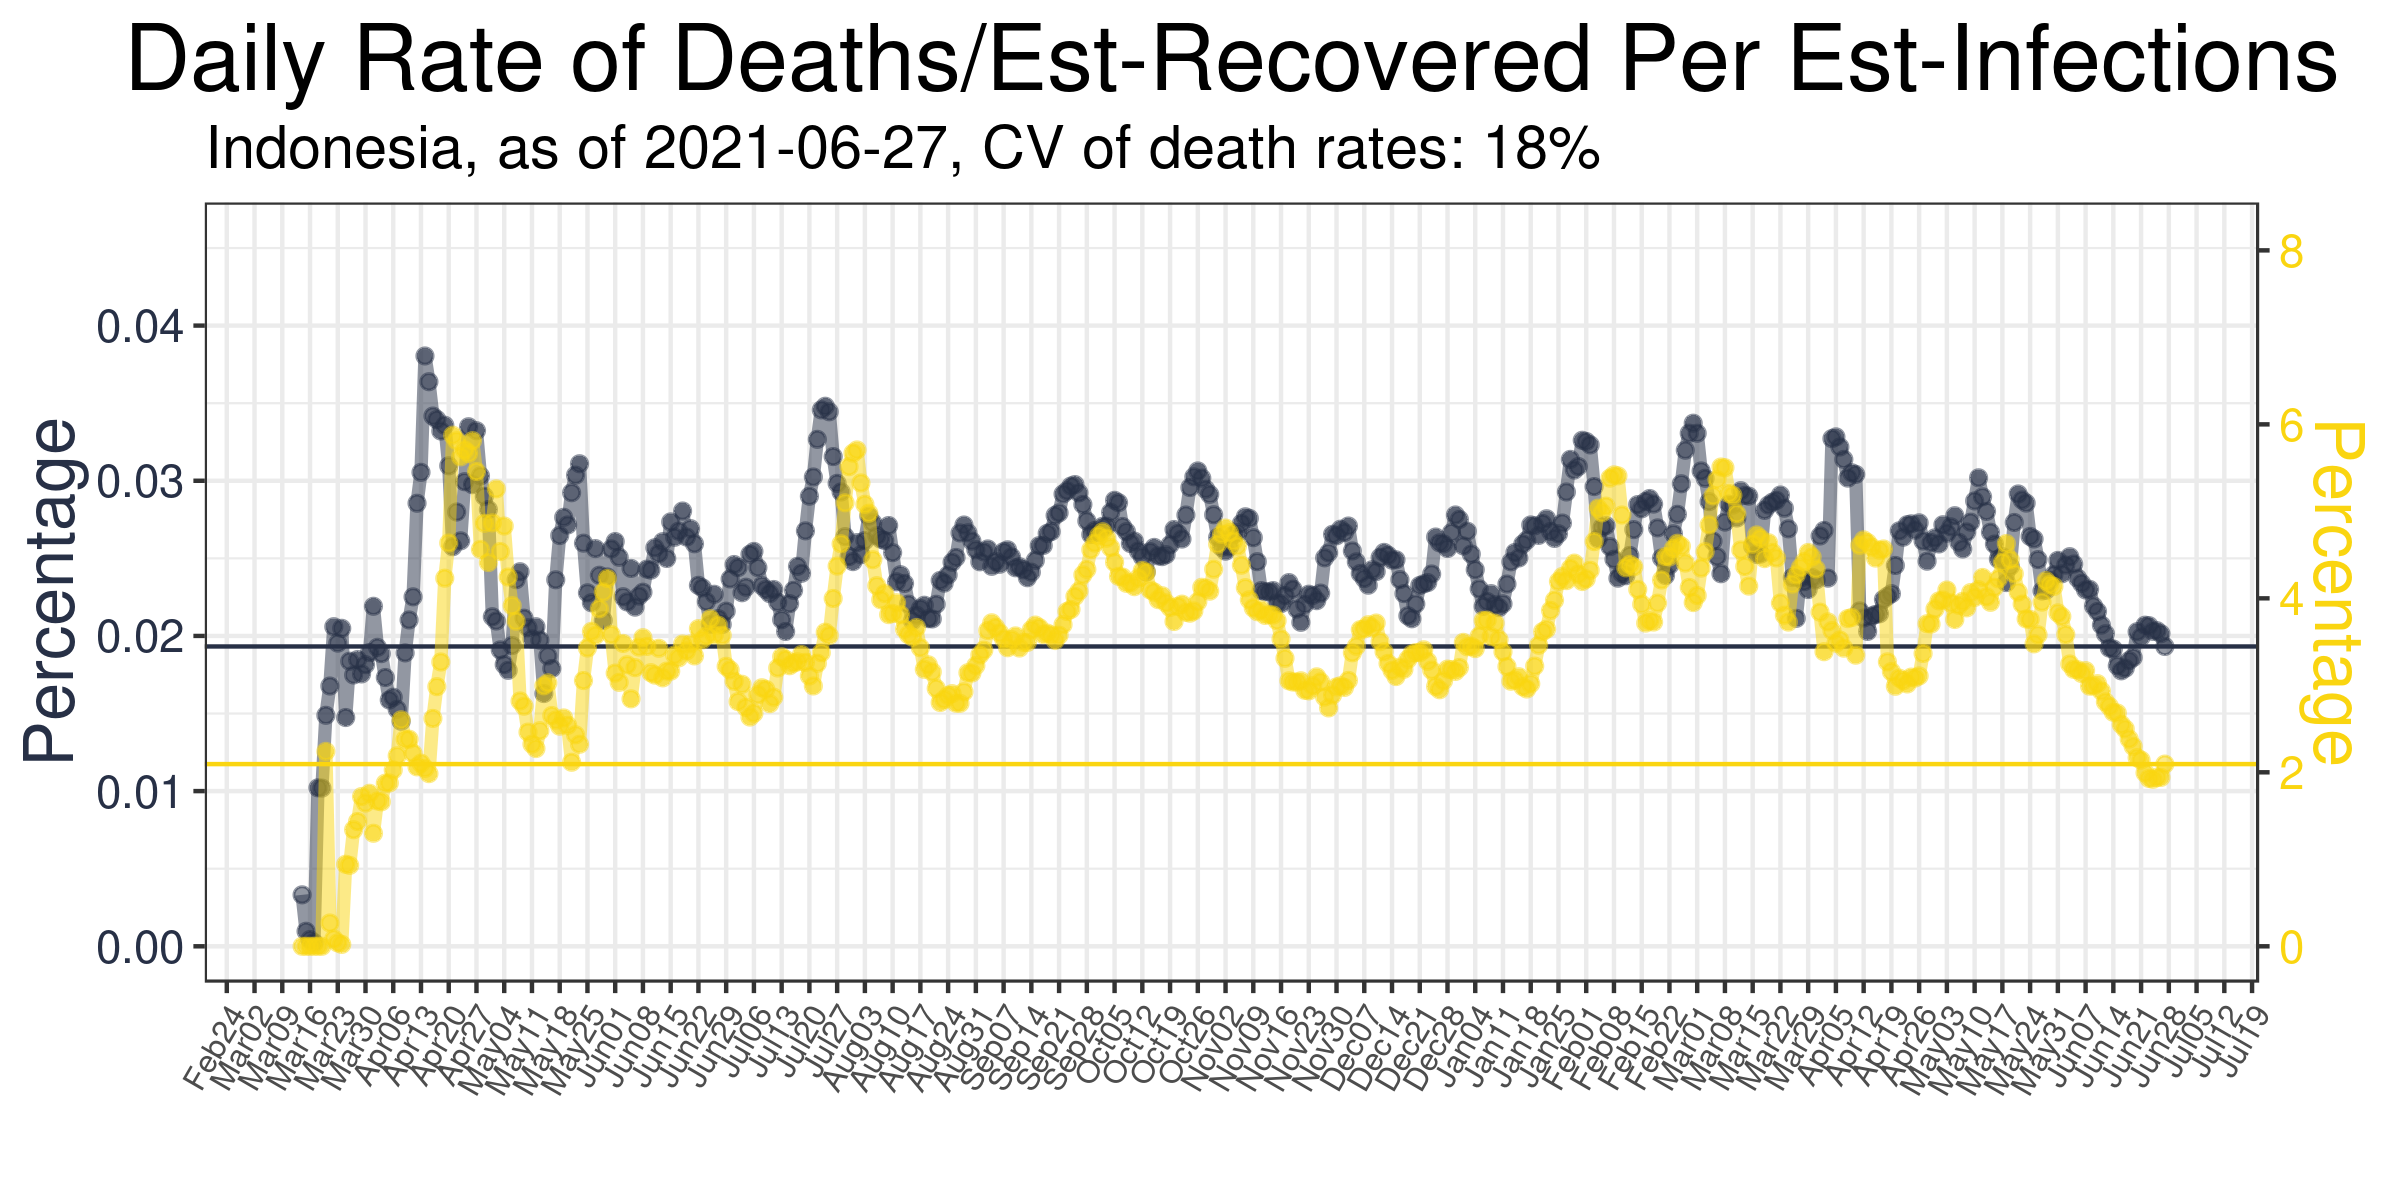 Daily Rate of Deaths/Est-Recovered Per Est-Infections
Indonesia, as of 2021-06-27, CV of death rates: 18%
Percentage
0.04
0.03
0.02
0.01
0.00
8
6
4
2
0
Percentage
Feb24
Mar02
Mar09
Mar16
Mar23
Mar30
Apr06
Apr13
Apr20
Apr27
May04
May11
May18
May25
Jun01
Jun08
Jun15
Jun22
Jun29
Jul06
Jul13
Jul20
Jul27
Aug03
Aug10
Aug17
Aug24
Aug31
Sep07
Sep14
Sep21
Sep28
Oct05
Oct12
Oct19
Oct26
Nov02
Nov09
Nov16
Nov23
Nov30
Dec07
Dec14
Dec21
Dec28
Jan04
Jan11
Jan18
Jan25
Feb01
Feb08
Feb15
Feb22
Mar01
Mar08
Mar15
Mar22
Mar29
Apr05
Apr12
Apr19
Apr26
May03
May10
May17
May24
May31
Jun07
Jun14
Jun21
Jun28
Jul05
Jul12
Jul19